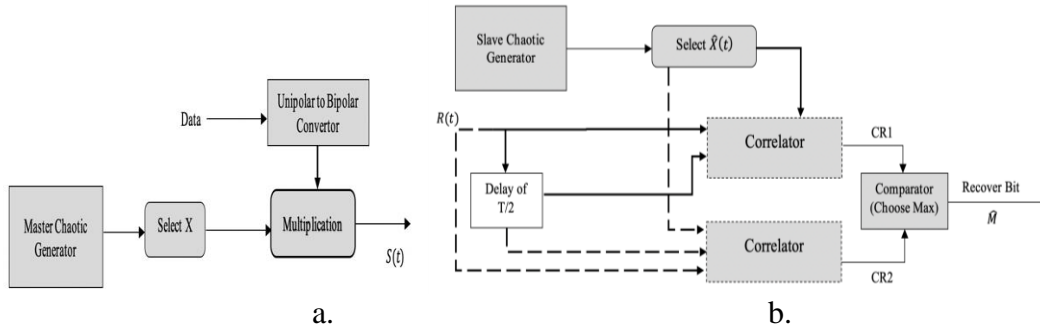 Data
Unipolar to Bipolar
Convertor
Master Chaotic
Generator
Select X
Multiplication
S(t)
a.
Slave Chaotic
Generator
Select X̂(t)
R(t)
Delay of
T/2
Correlator
CR1
Correlator
CR2
Comparator
(Choose Max)
Recover Bit
M̂
b.